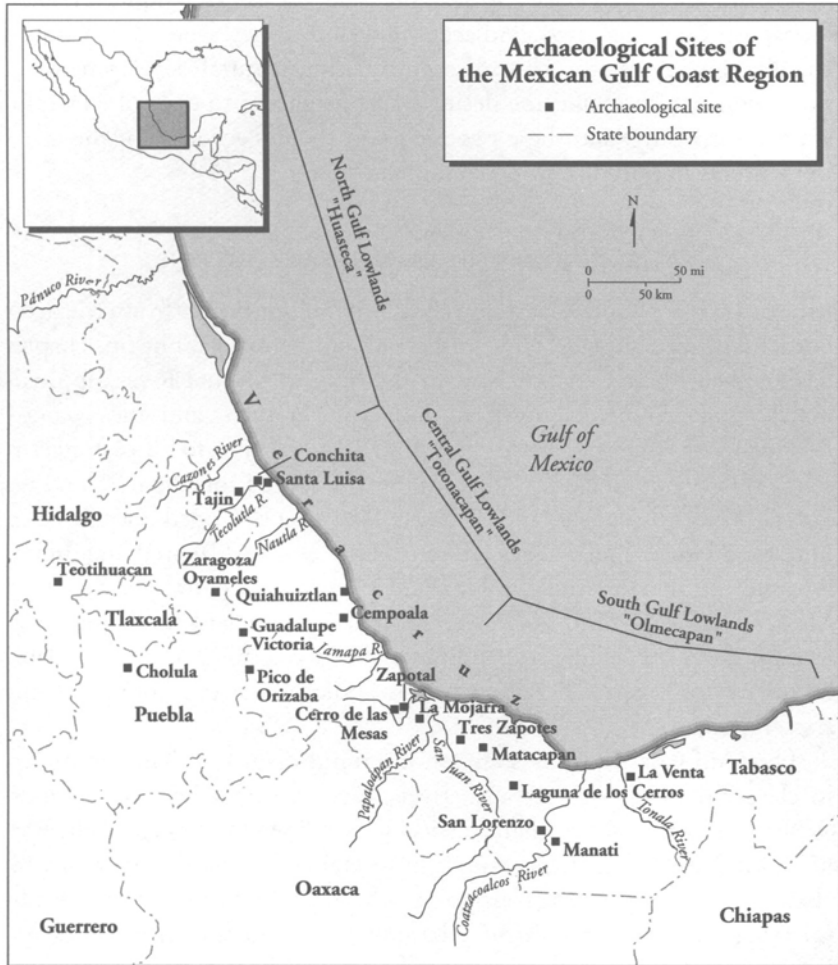 Archaeological Sites of
the Mexican Gulf Coast Region
Archaeological site
State boundary
North Gulf Lowlands
"Huasteca"
N
0 50 mi
0 50 km
Pánuco River
Central Gulf Lowlands
"Totonacapan"
Gulf of
Mexico
Veracruz
Conchita
Cazones River
Santa Luisa
Tajin
Tecolutla R.
Hidalgo
Nautla R.
Teotihuacan
Zaragoza/
Oyameles
Quiahuiztlan
South Gulf Lowlands
"Olmecapan"
Tlaxcala
Cempoala
Guadalupe
Victoria
Jamapa R.
Cholula
Pico de
Orizaba
Zapotal
Puebla
Cerro de las
Mesas
La Mojarra
Tres Zapotes
Matacapan
Papaloapan River
San Juan River
La Venta
Tabasco
Laguna de los Cerros
Tonala River
San Lorenzo
Manati
Coatzacoalcos River
Oaxaca
Guerrero
Chiapas